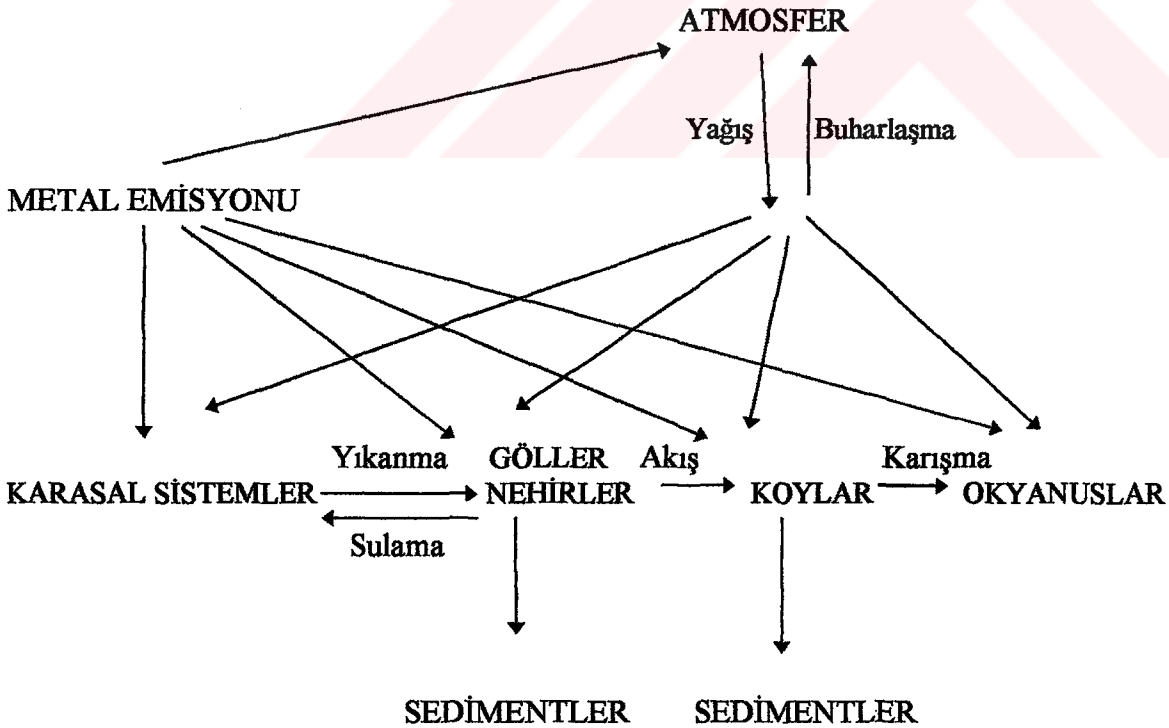 ATMOSFER
Yağış Buharlaşma
METAL EMİSYONU
Yıkanma GÖLLER Akış Karışma
KARASAL SİSTEMLER NEHİRLER KOYLAR OKYANUSLAR
Sulama
SEDİMENTLER SEDİMENTLER